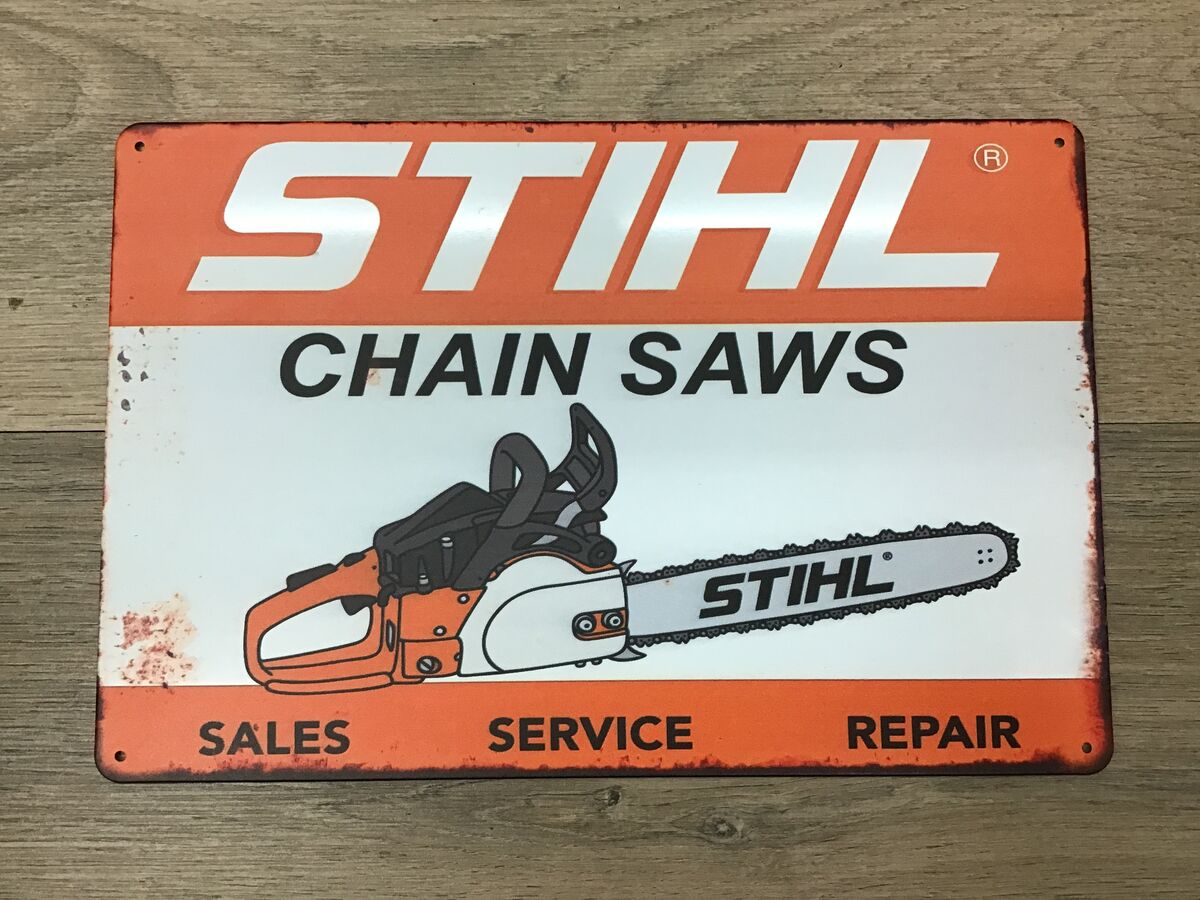 STIHL®
CHAIN SAWS
STIHL®
SALES SERVICE REPAIR